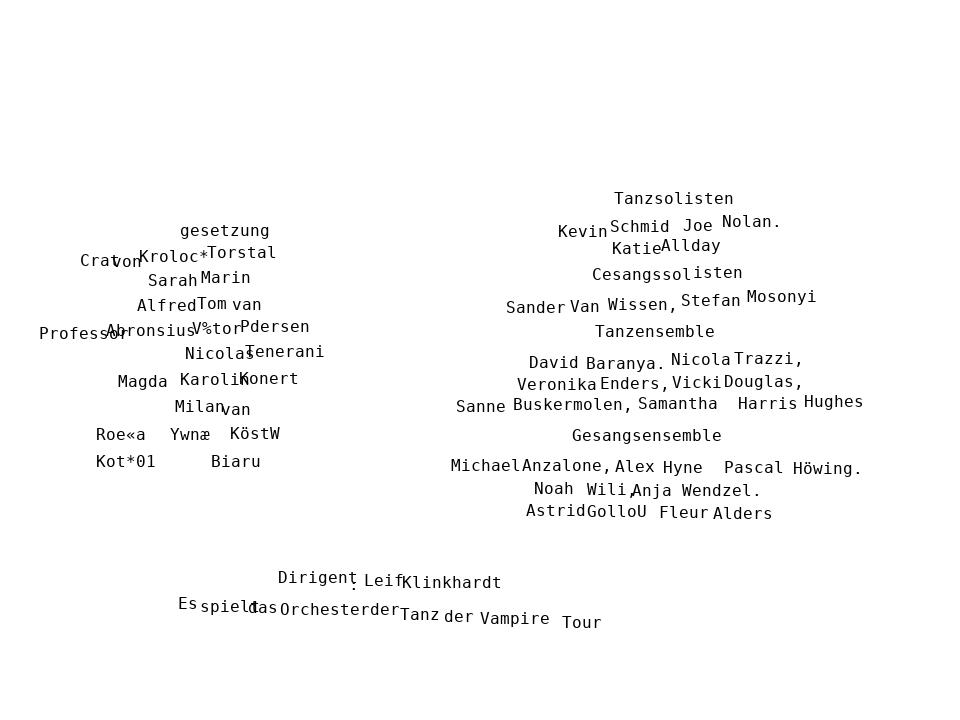 gesetzung
Crat von Kroloc* Torstal
Sarah Marin
Alfred Tom van
Professor Abronsius V%tor Pdersen
Nicolas Tenerani
Magda Karolin Konert
Milan van
Roe«a Ywnæ KöstW
Kot*01 Biaru
Tanzsolisten
Kevin Schmid Joe Nolan.
Katie Allday
Cesangssolisten
Sander Van Wissen, Stefan Mosonyi
Tanzensemble
David Baranya. Nicola Trazzi,
Veronika Enders, Vicki Douglas,
Sanne Buskermolen, Samantha Harris Hughes
Gesangsensemble
Michael Anzalone, Alex Hyne Pascal Höwing.
Noah Wili, Anja Wendzel.
Astrid GolloU Fleur Alders
Dirigent : Leif Klinkhardt
Es spielt das Orchester der Tanz der Vampire Tour